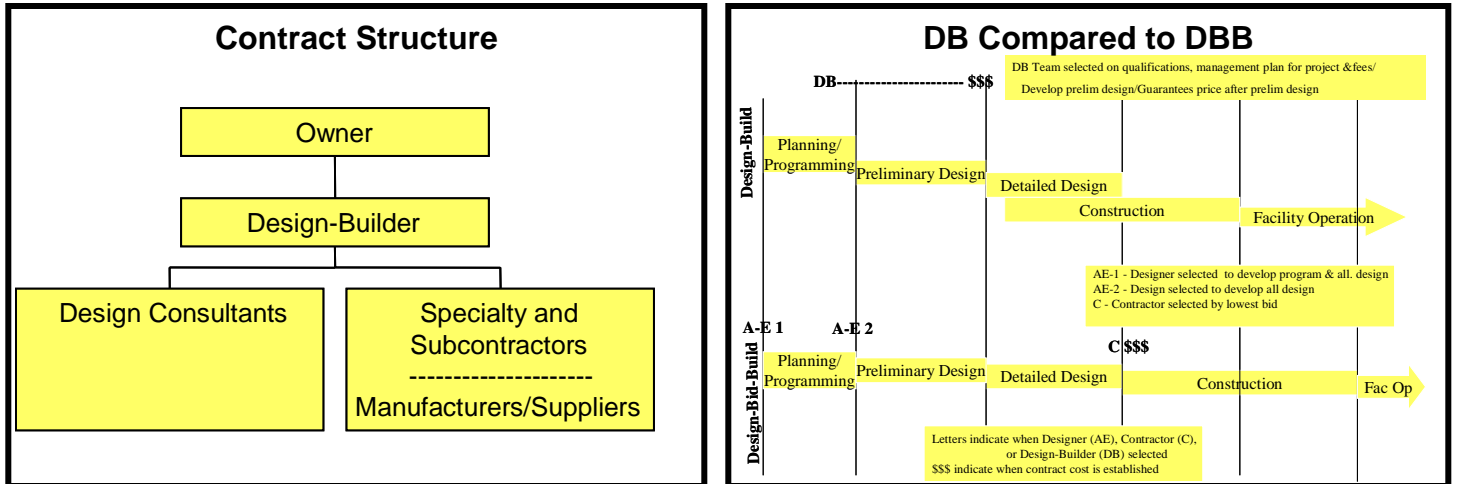 Contract Structure
Owner
Design-Builder
Design Consultants
Specialty and
Subcontractors
---------------------
Manufacturers/Suppliers
DB Compared to DBB
DB Team selected on qualifications, management plan for project &fees/
Develop prelim design/Guarantees price after prelim design
DB----------------------- $$$
Design-Build
Planning/
Programming
Preliminary Design
Detailed Design
Construction
Facility Operation
AE-1 - Designer selected to develop program & all. design
AE-2 - Design selected to develop all design
C - Contractor selected by lowest bid
A-E 1
A-E 2
C $$$
Design-Bid-Build
Planning/
Programming
Preliminary Design
Detailed Design
Construction
Fac Op
Letters indicate when Designer (AE), Contractor (C),
or Design-Builder (DB) selected
$$$ indicate when contract cost is established